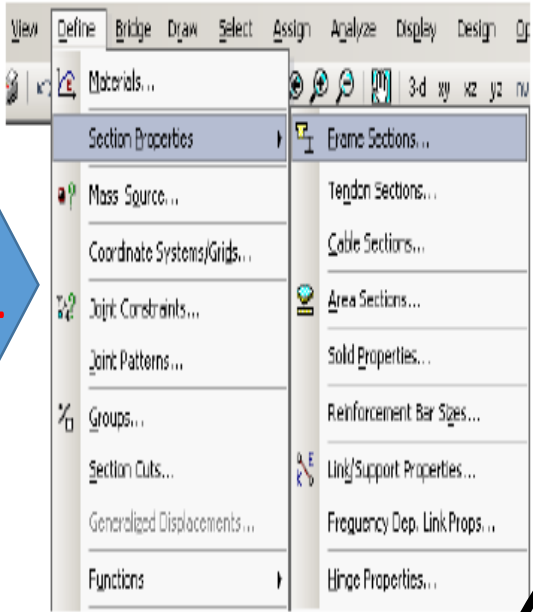 View Define Bridge Draw Select Assign Analyze Display Design Op
3-d xy xz yz nv
Materials...
Section Properties
Mass Source...
Coordinate Systems/Grids...
Joint Constraints...
Joint Patterns...
Groups...
Section Cuts...
Generalized Displacements...
Functions
Frame Sections...
Tendon Sections...
Cable Sections...
Area Sections...
Solid Properties...
Reinforcement Bar Sizes...
Link/Support Properties...
Frequency Dep. Link Props...
Hinge Properties...